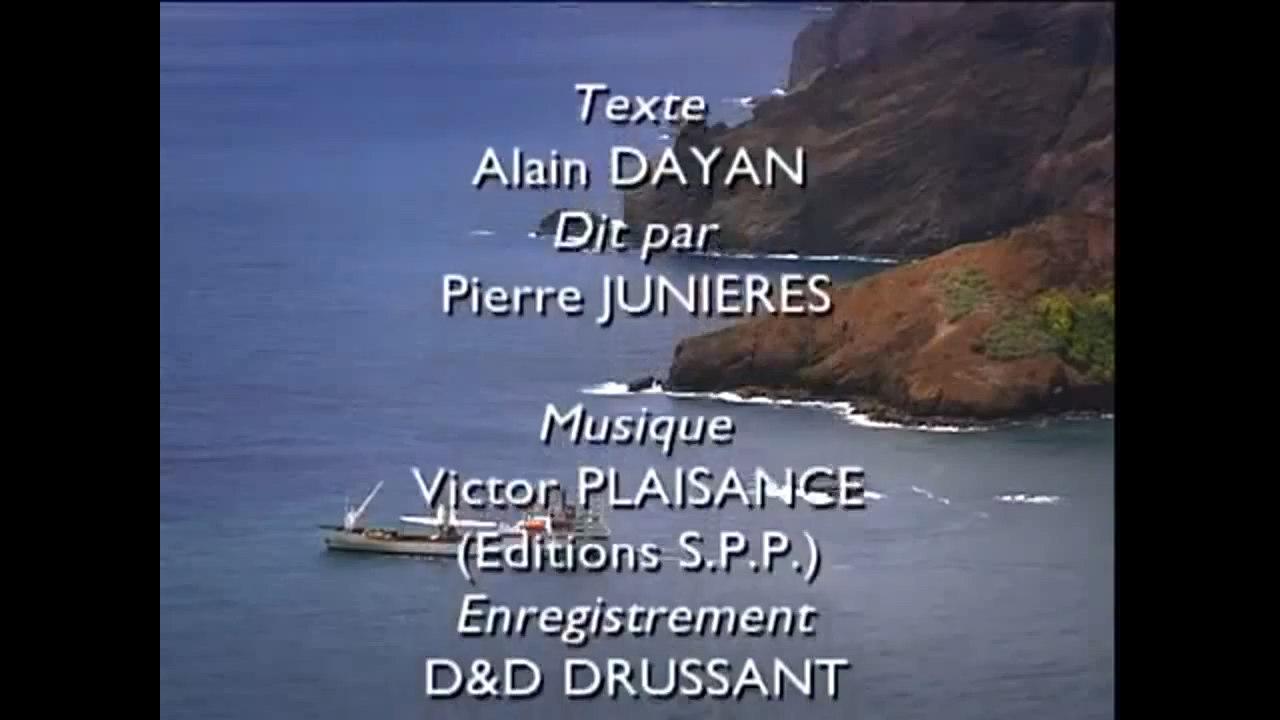 Texte
Alain DAYAN
Dit par
Pierre JUNIERES
Musique
Victor PLAISANCE
(Editions S.P.P.)
Enregistrement
D&D DRUSSANT